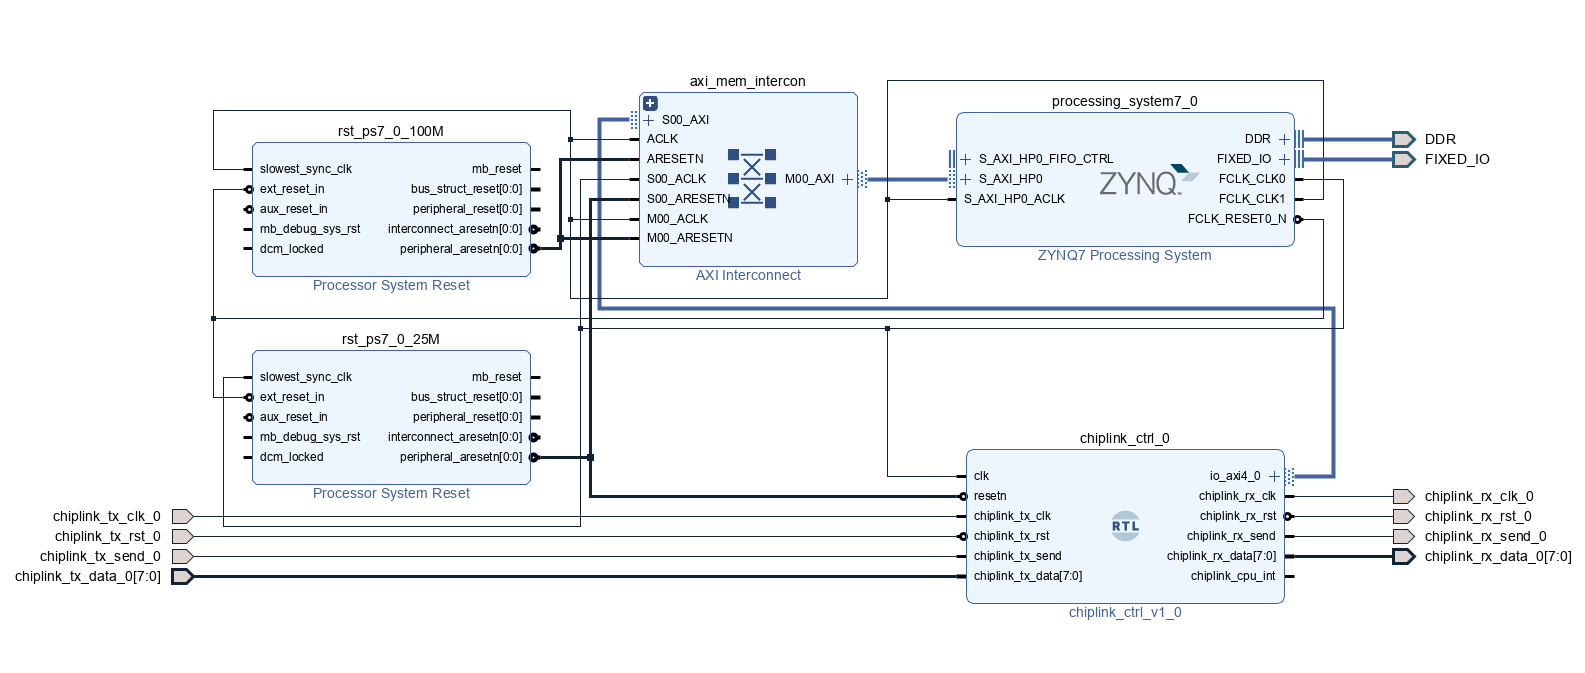 axi_mem_intercon
S00_AXI
ACLK
ARESETN
S00_ACLK
S00_ARESETN
M00_ACLK
M00_ARESETN
M00_AXI
AXI Interconnect
processing_system7_0
S_AXI_HP0_FIFO_CTRL
S_AXI_HP0
S_AXI_HP0_ACLK
ZYNQ
DDR
FIXED_IO
FCLK_CLK0
FCLK_CLK1
FCLK_RESET0_N
ZYNQ7 Processing System
DDR
FIXED_IO
rst_ps7_0_100M
slowest_sync_clk
ext_reset_in
aux_reset_in
mb_debug_sys_rst
dcm_locked
mb_reset
bus_struct_reset[0:0]
peripheral_reset[0:0]
interconnect_aresetn[0:0]
peripheral_aresetn[0:0]
Processor System Reset
rst_ps7_0_25M
slowest_sync_clk
ext_reset_in
aux_reset_in
mb_debug_sys_rst
dcm_locked
mb_reset
bus_struct_reset[0:0]
peripheral_reset[0:0]
interconnect_aresetn[0:0]
peripheral_aresetn[0:0]
Processor System Reset
chiplink_tx_clk_0
chiplink_tx_rst_0
chiplink_tx_send_0
chiplink_tx_data_0[7:0]
chiplink_ctrl_0
clk
resetn
chiplink_tx_clk
chiplink_tx_rst
chiplink_tx_send
chiplink_tx_data[7:0]
RTL
io_axi4_0
chiplink_rx_clk
chiplink_rx_rst
chiplink_rx_send
chiplink_rx_data[7:0]
chiplink_cpu_int
chiplink_ctrl_v1_0
chiplink_rx_clk_0
chiplink_rx_rst_0
chiplink_rx_send_0
chiplink_rx_data_0[7:0]